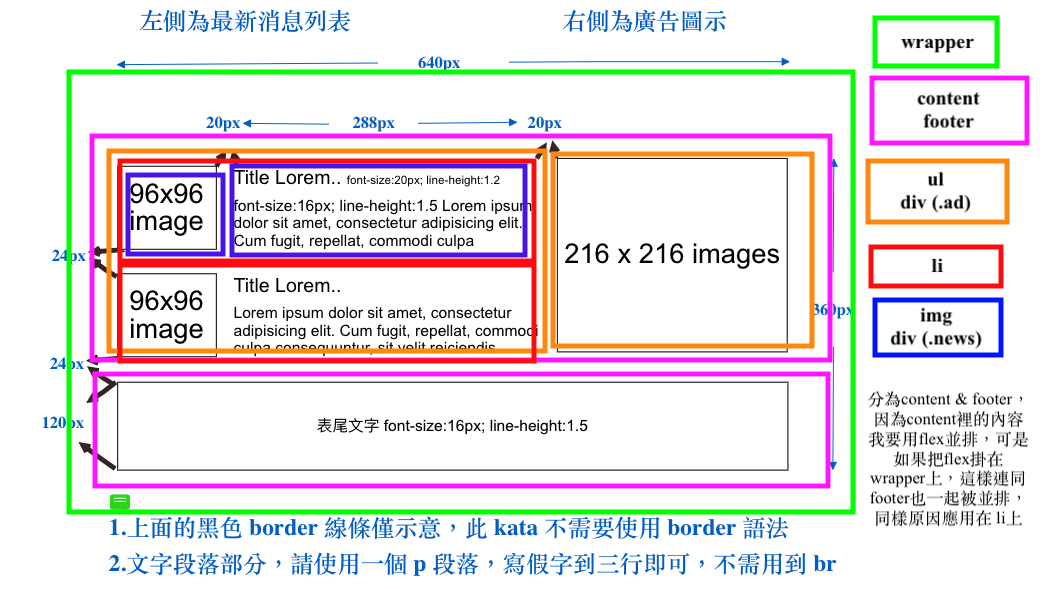 左側為最新消息列表
右側為廣告圖示
640px
20px
288px
20px
Title Lorem.. font-size:20px; line-height:1.2
font-size:16px; line-height:1.5 Lorem ipsum
dolor sit amet, consectetur adipisicing elit.
Cum fugit, repellat, commodi culpa
96x96
image
24px
Title Lorem..
Lorem ipsum dolor sit amet, consectetur
adipisicing elit. Cum fugit, repellat, commodi
culpa consequuntur, sit velit reiciendis
96x96
image
24px
216 x 216 images
360px
120px
表尾文字 font-size:16px; line-height:1.5
1.上面的黑色 border 線條僅示意，此 kata 不需要使用 border 語法
2.文字段落部分，請使用一個 p 段落，寫假字到三行即可，不需用到 br
wrapper
content
footer
ul
div (.ad)
li
img
div (.news)
分為content & footer，
因為content裡的內容
我要用flex並排，可是
如果把flex掛在
wrapper上，這樣連同
footer也一起被並排，
同樣原因應用在 li上